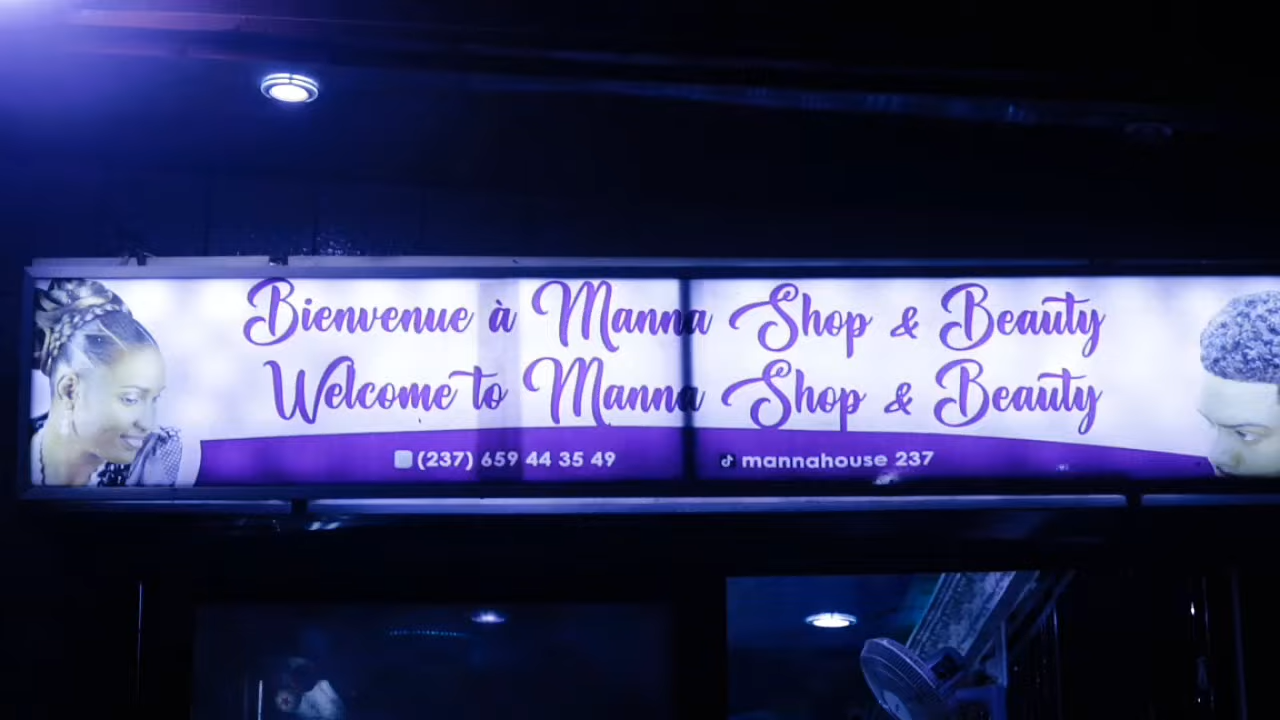 Bienvenue à Manna Shop & Beauty
Welcome to Manna Shop & Beauty
(237) 659 44 35 49
mannahouse 237